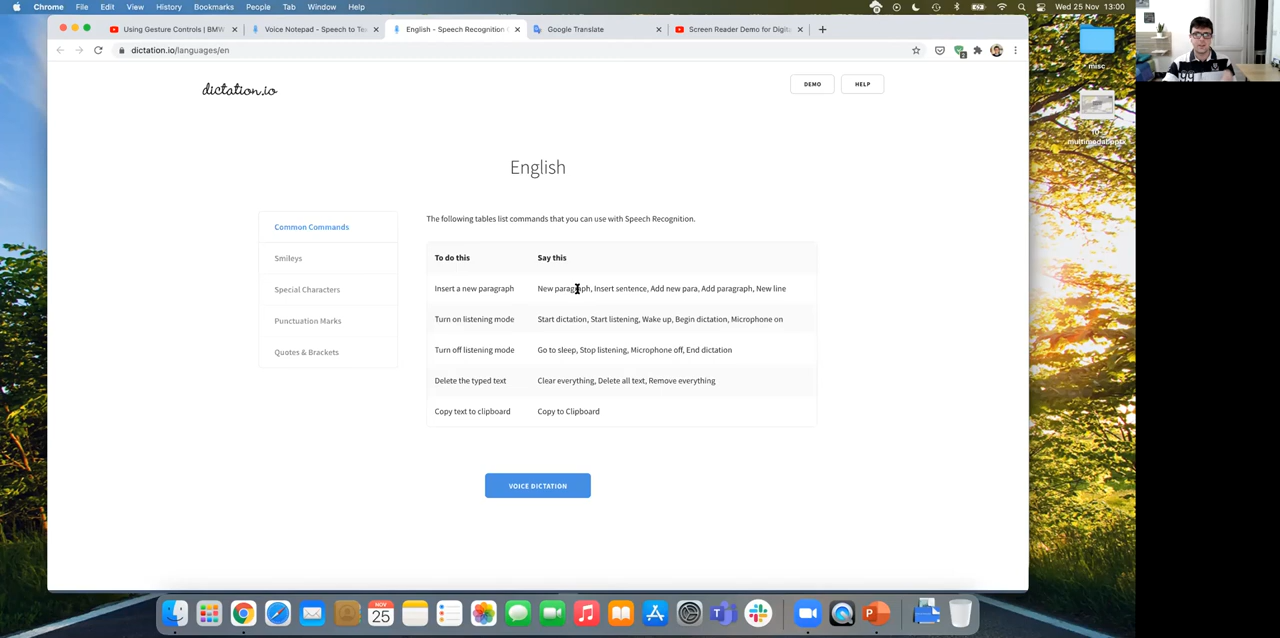 Chrome File Edit View History Bookmarks People Tab Window Help
Wed 25 Nov 13:00
Using Gesture Controls | BMW
Voice Notepad - Speech to Tex
English - Speech Recognition
Google Translate
Screen Reader Demo for Digita
dictation.io/languages/en
misc
dictation.io
DEMO
HELP
English
Common Commands
Smileys
Special Characters
Punctuation Marks
Quotes & Brackets
The following tables list commands that you can use with Speech Recognition.
To do this Say this
Insert a new paragraph New paragraph, Insert sentence, Add new para, Add paragraph, New line
Turn on listening mode Start dictation, Start listening, Wake up, Begin dictation, Microphone on
Turn off listening mode Go to sleep, Stop listening, Microphone off, End dictation
Delete the typed text Clear everything, Delete all text, Remove everything
Copy text to clipboard Copy to Clipboard
VOICE DICTATION
NOV
25